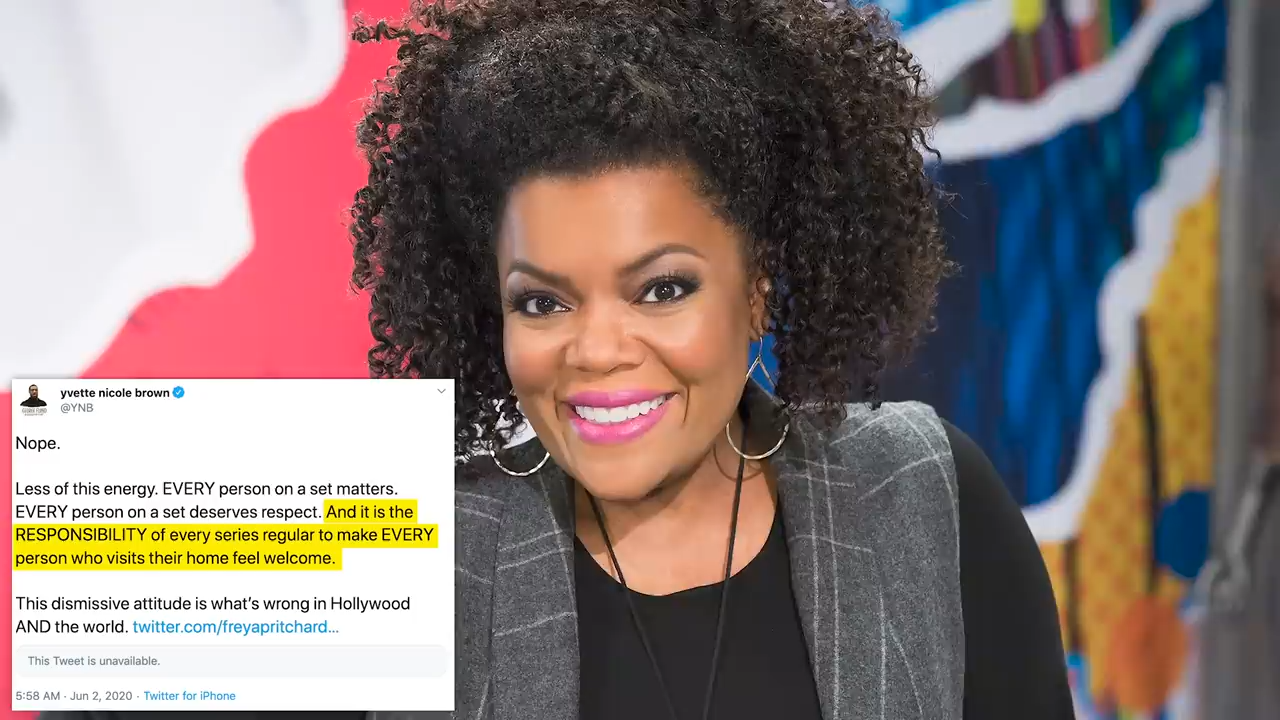 yvette nicole brown
@YNB
Nope.
Less of this energy. EVERY person on a set matters.
EVERY person on a set deserves respect. And it is the
RESPONSIBILITY of every series regular to make EVERY
person who visits their home feel welcome.
This dismissive attitude is what's wrong in Hollywood
AND the world. twitter.com/freyapritchard...
This Tweet is unavailable.
5:58 AM · Jun 2, 2020 · Twitter for iPhone